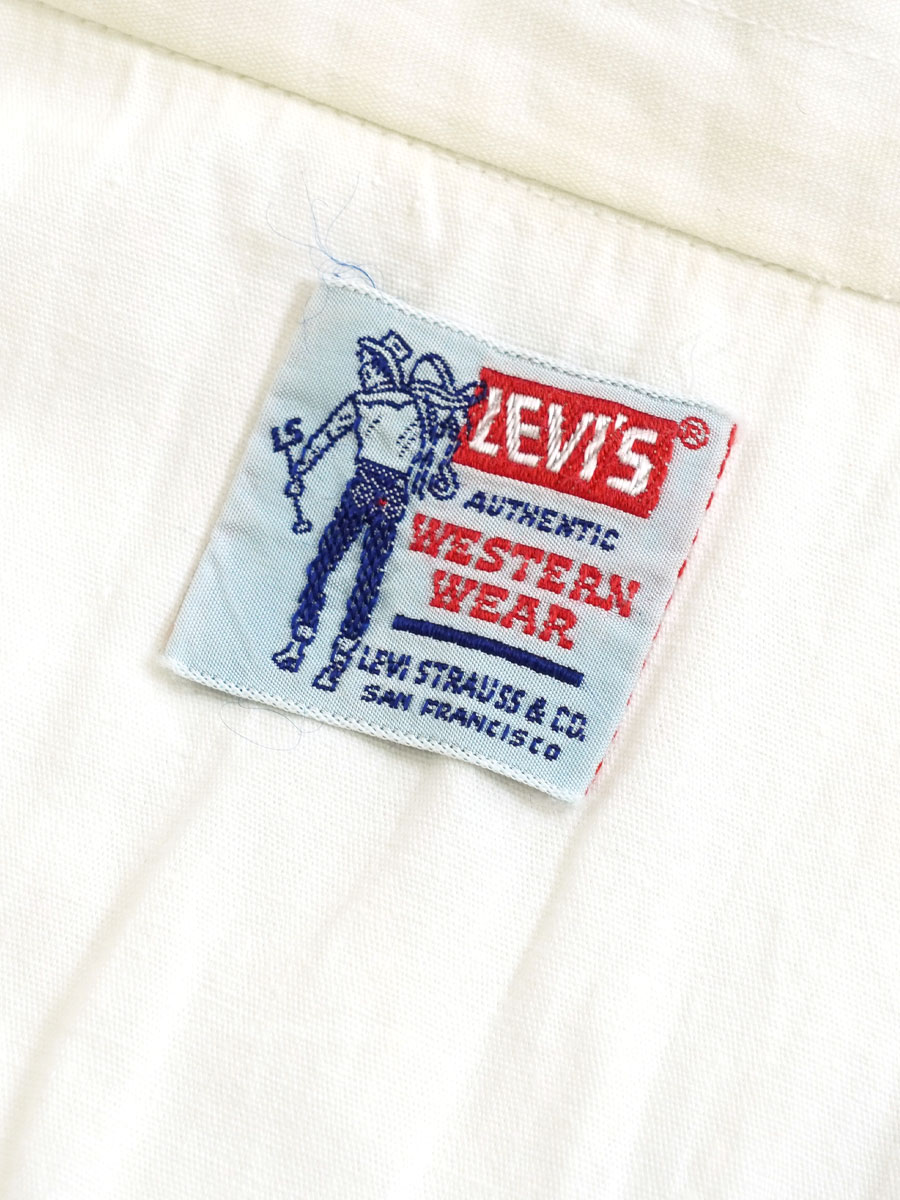 LS
LEVI'S®
AUTHENTIC
WESTERN
WEAR
LEVI STRAUSS & CO.
SAN FRANCISCO